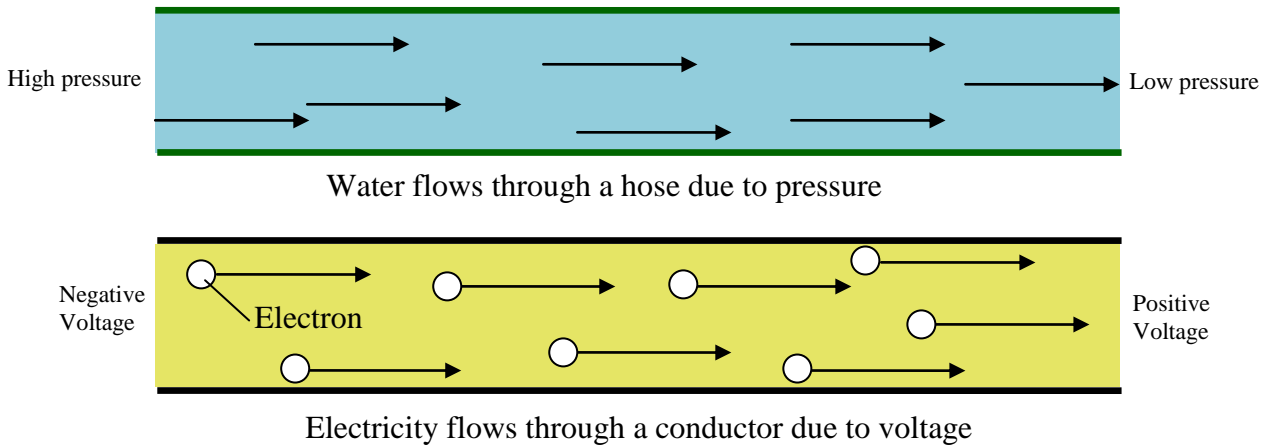 High pressure
Low pressure
Water flows through a hose due to pressure
Negative
Voltage
Electron
Positive
Voltage
Electricity flows through a conductor due to voltage